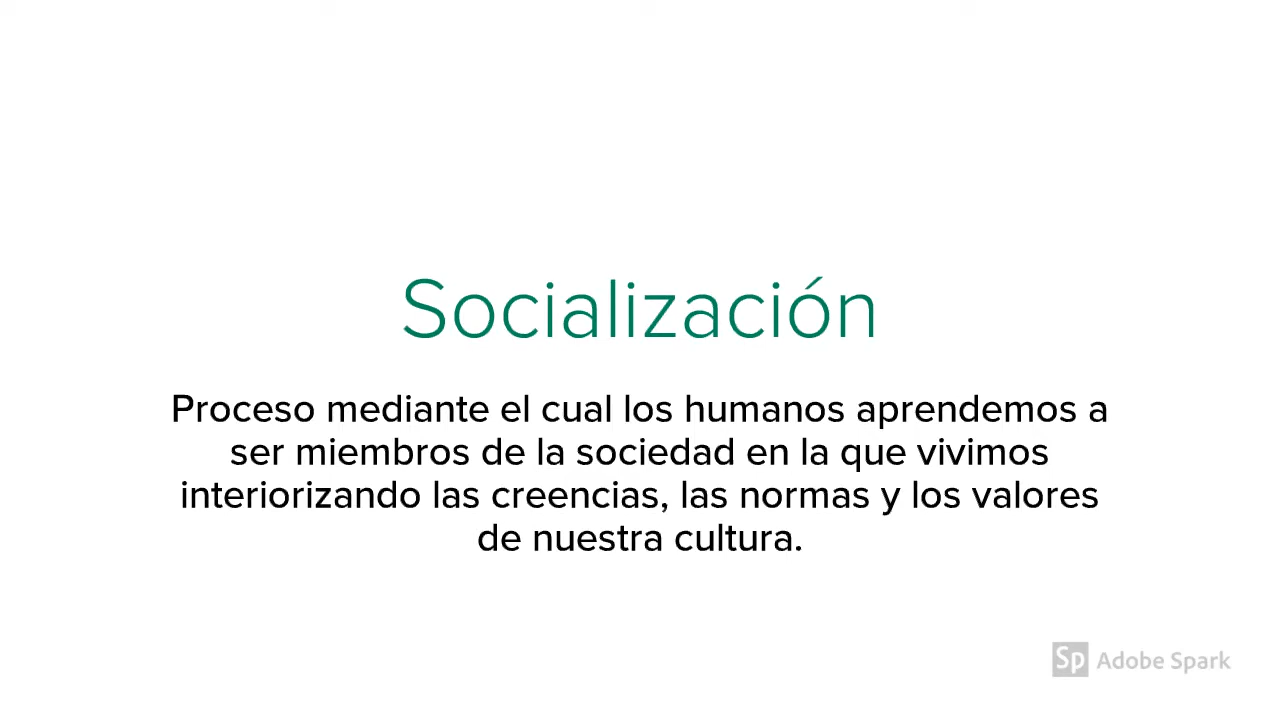 Socialización
Proceso mediante el cual los humanos aprendemos a
ser miembros de la sociedad en la que vivimos
interiorizando las creencias, las normas y los valores
de nuestra cultura.
Sp Adobe Spark